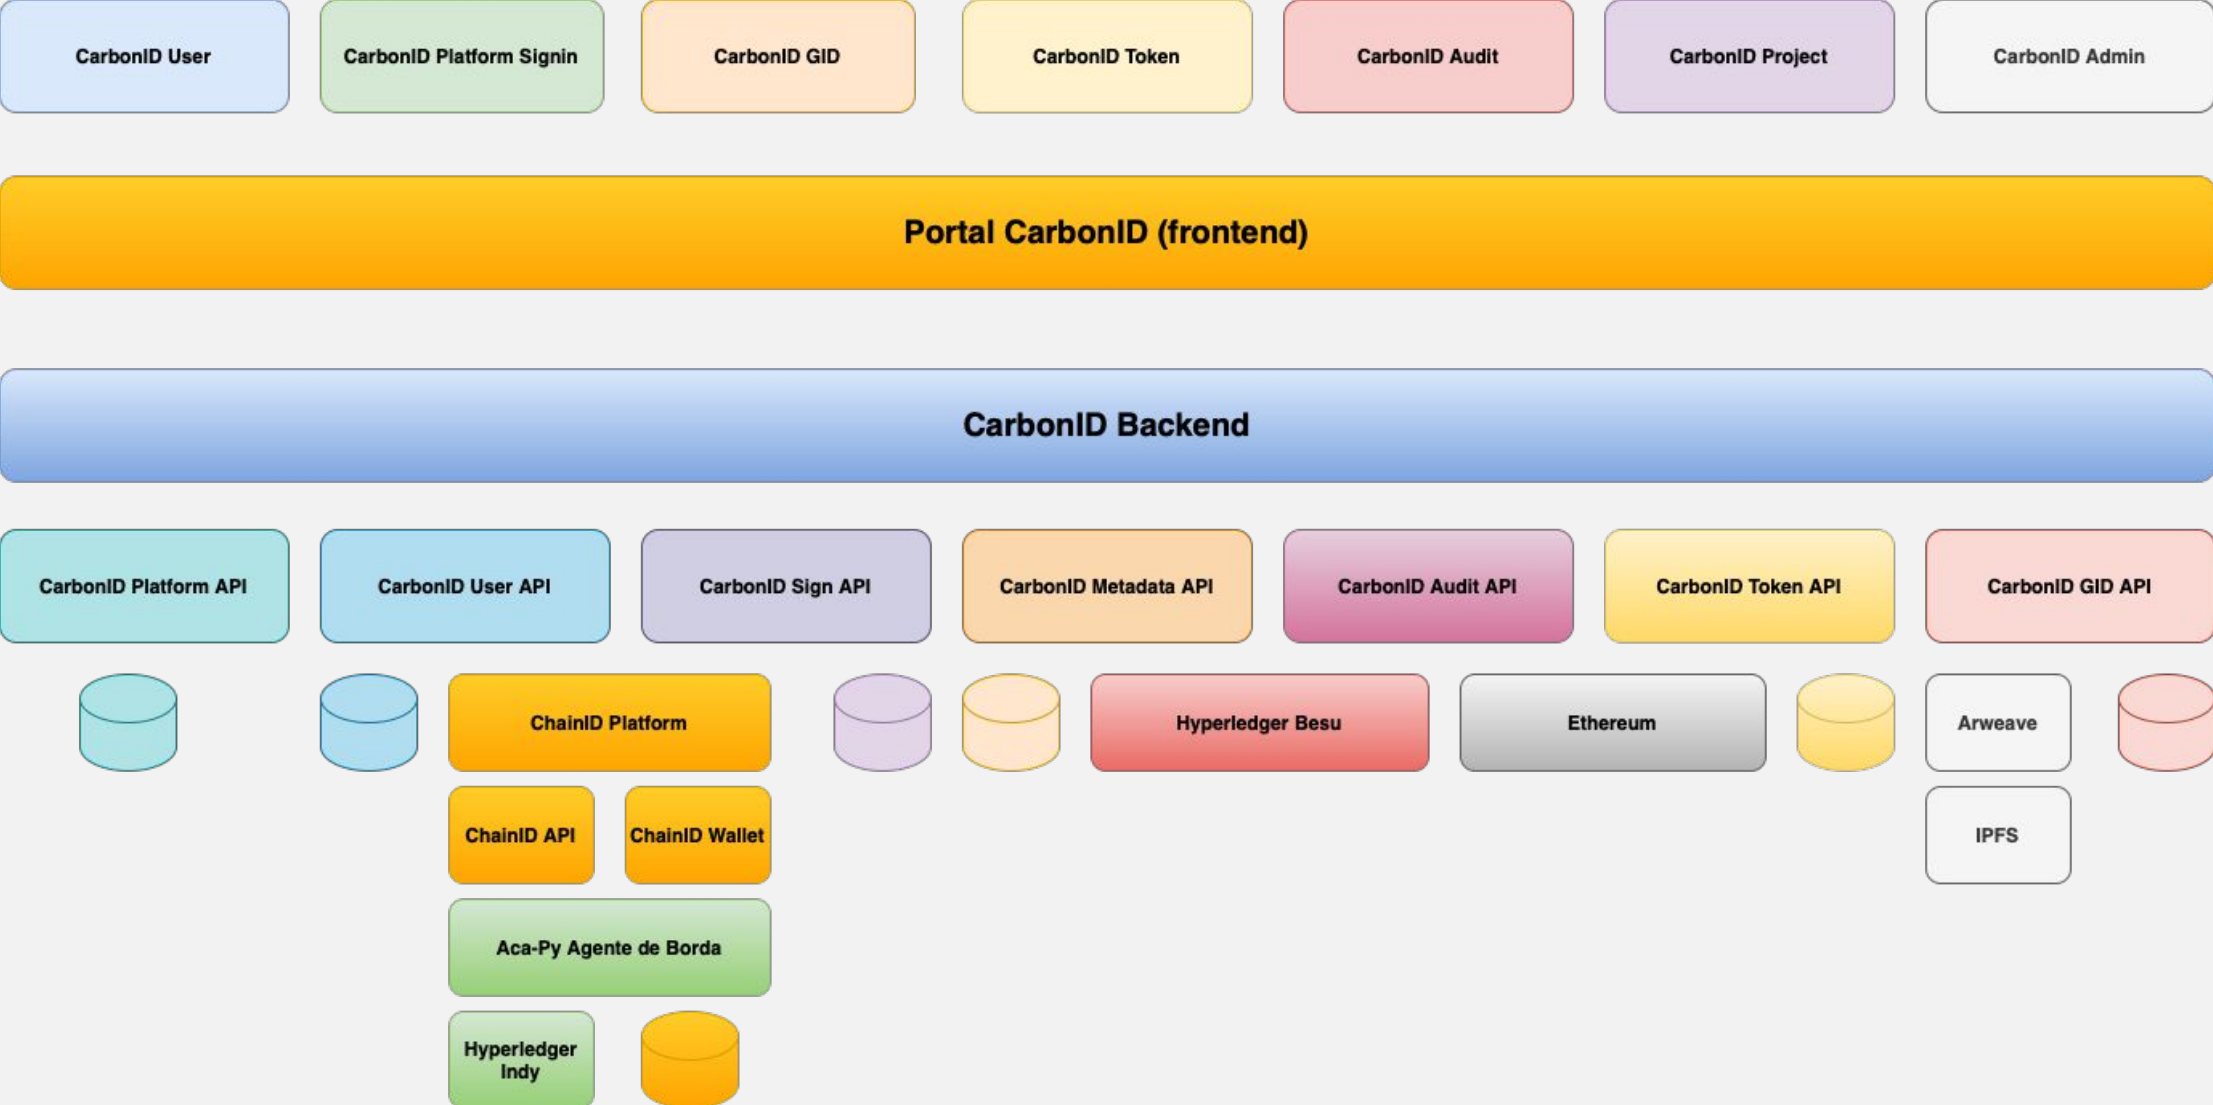 CarbonID User
CarbonID Platform Signin
CarbonID GID
CarbonID Token
CarbonID Audit
CarbonID Project
CarbonID Admin
Portal CarbonID (frontend)
CarbonID Backend
CarbonID Platform API
CarbonID User API
CarbonID Sign API
CarbonID Metadata API
CarbonID Audit API
CarbonID Token API
CarbonID GID API
ChainID Platform
Hyperledger Besu
Ethereum
Arweave
ChainID API
ChainID Wallet
IPFS
Aca-Py Agente de Borda
Hyperledger
Indy